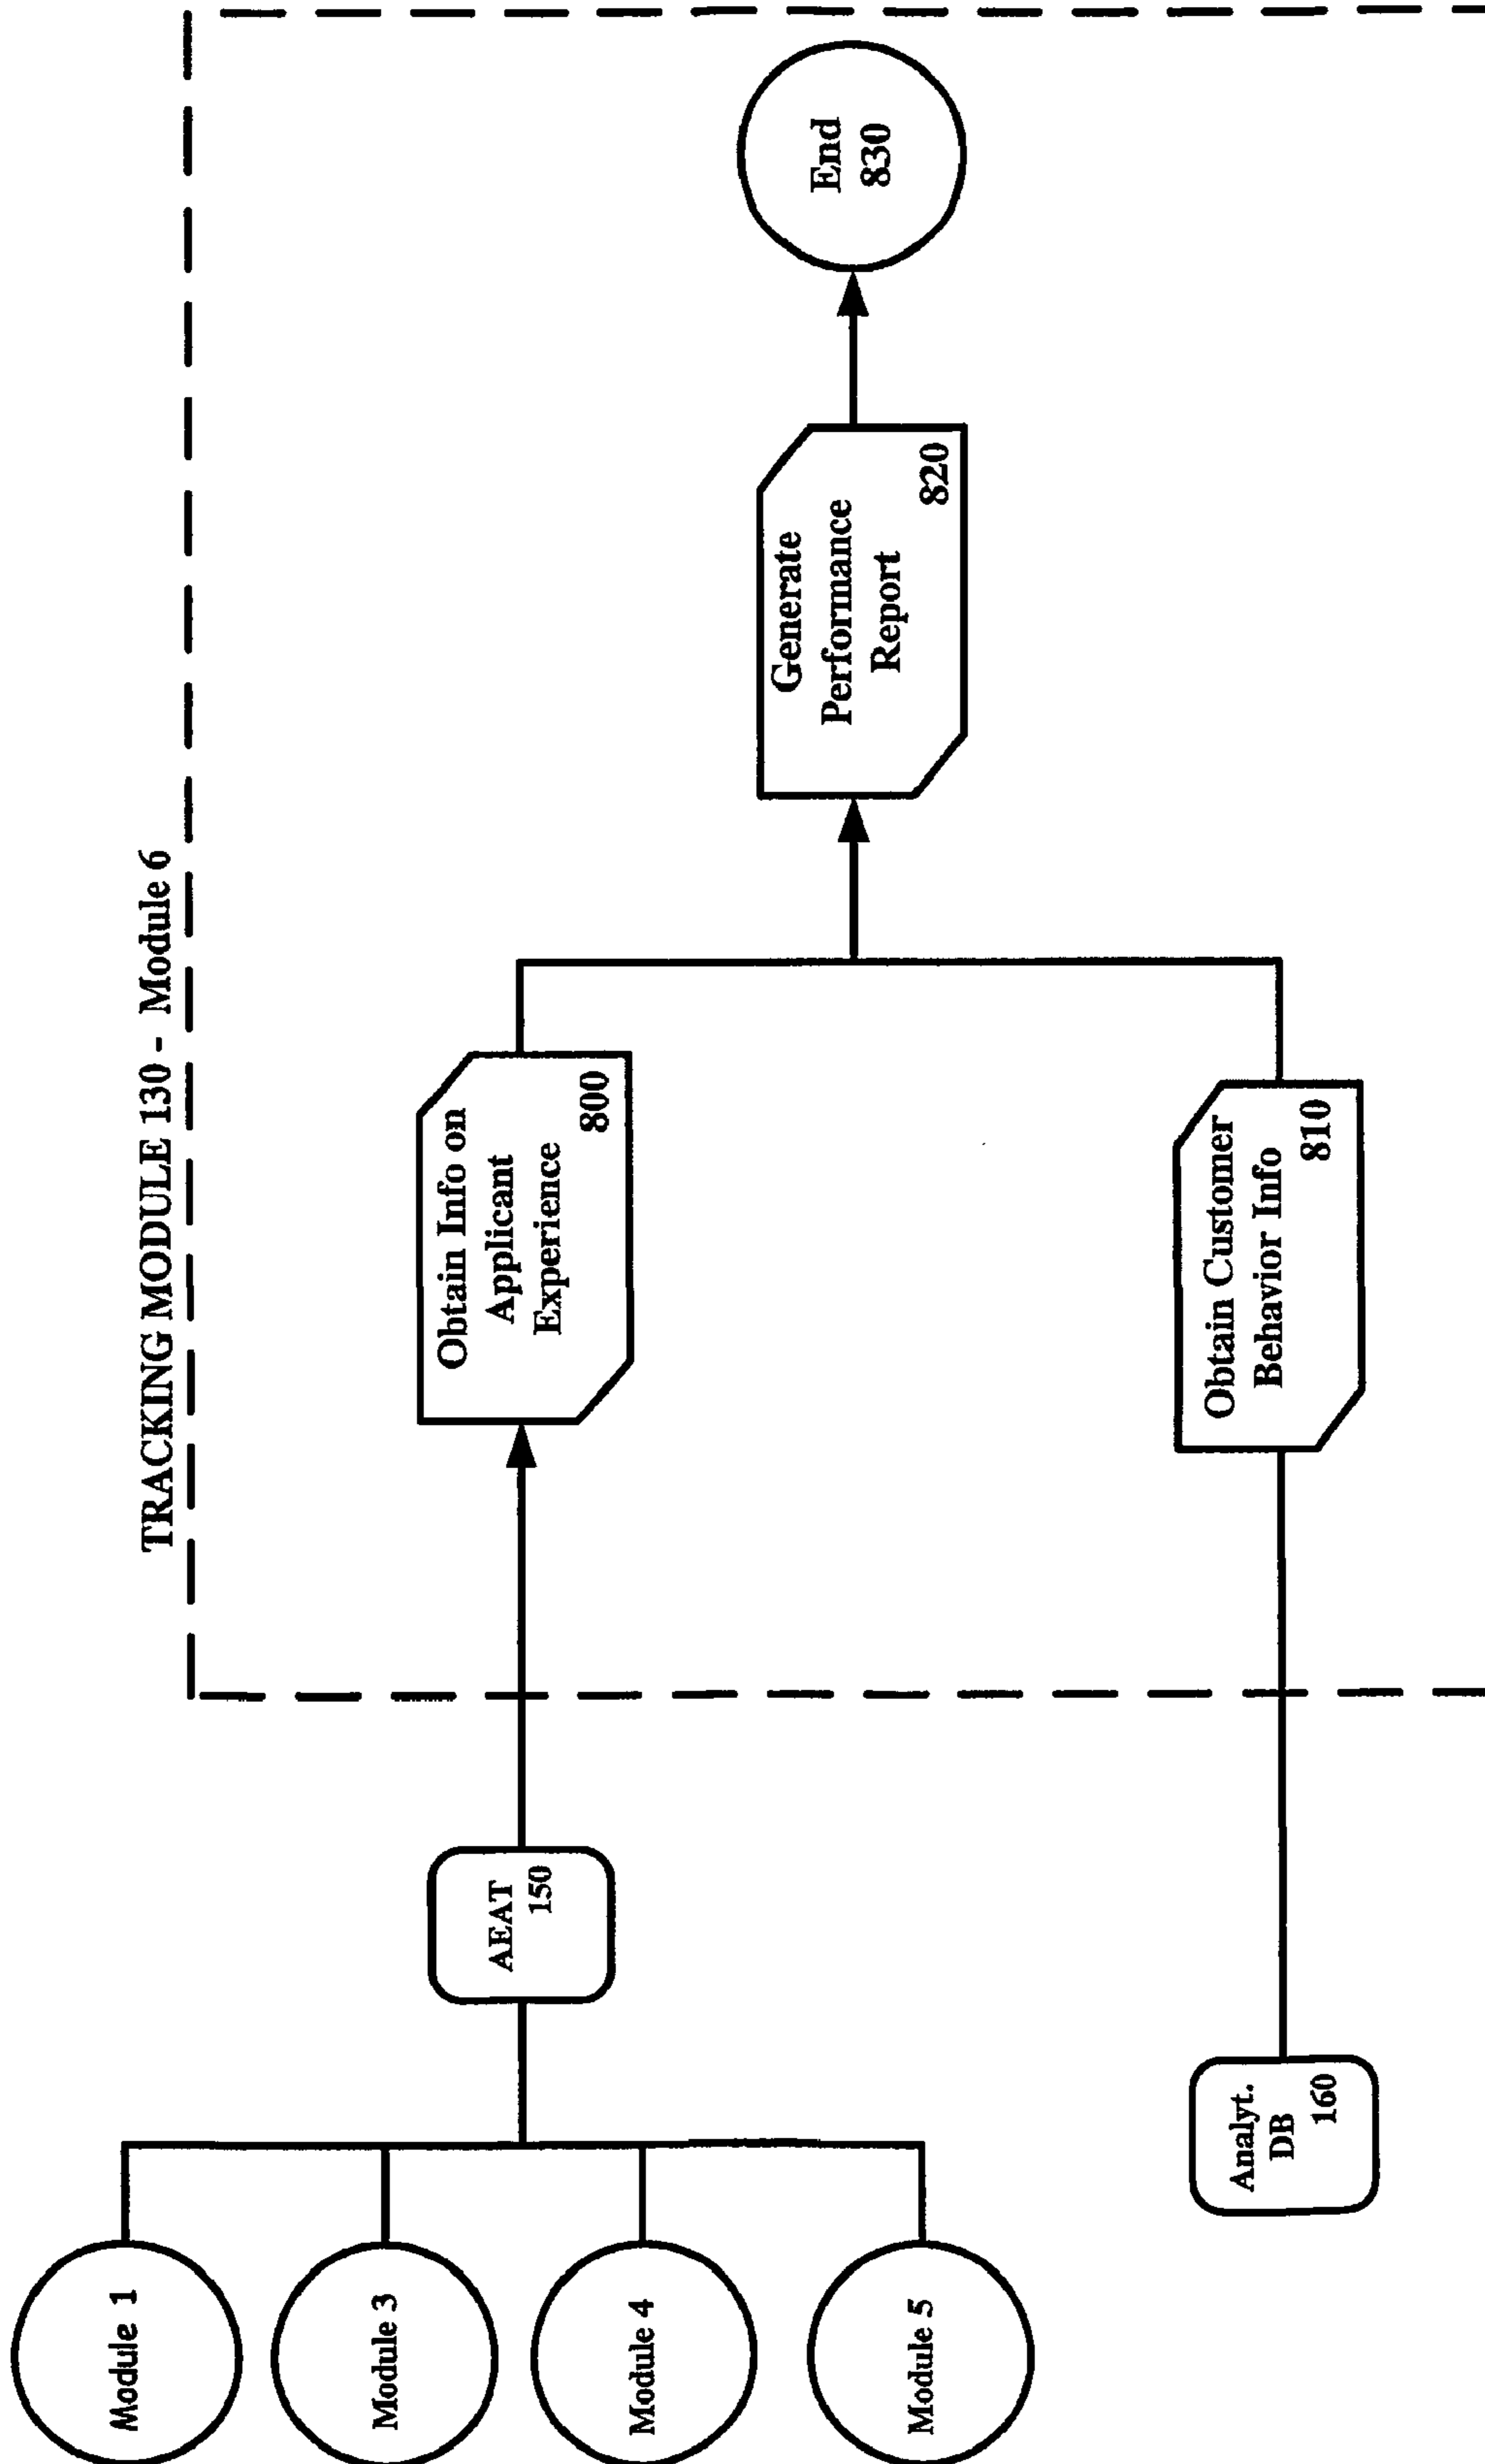 TRACKING MODULE 130 - Module 6
Module 1
Module 3
Module 4
Module 5
AEAT
150
Obtain Info on
Applicant
Experience
800
Analyt.
DB
160
Obtain Customer
Behavior Info
810
Generate
Performance
Report
820
End
830